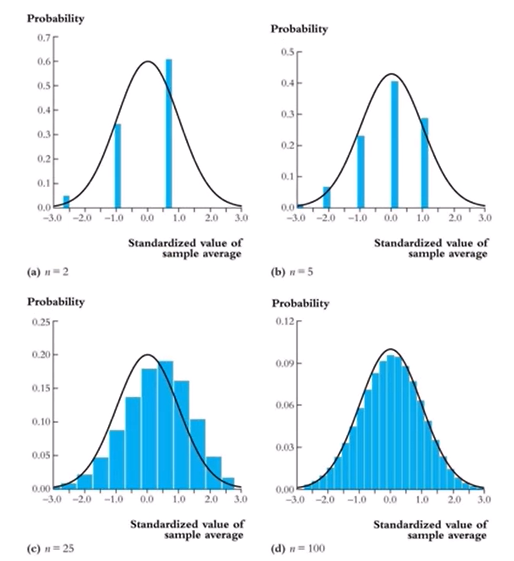 Probability
0.7
0.6
0.5
0.4
0.3
0.2
0.1
0.0
−3.0 −2.0 −1.0 0.0 1.0 2.0 3.0
Standardized value of
sample average
(a) n = 2
Probability
0.5
0.4
0.3
0.2
0.1
0.0
−3.0 −2.0 −1.0 0.0 1.0 2.0 3.0
Standardized value of
sample average
(b) n = 5
Probability
0.25
0.20
0.15
0.10
0.05
0.00
−3.0 −2.0 −1.0 0.0 1.0 2.0 3.0
Standardized value of
sample average
(c) n = 25
Probability
0.12
0.09
0.06
0.03
0.00
−3.0 −2.0 −1.0 0.0 1.0 2.0 3.0
Standardized value of
sample average
(d) n = 100